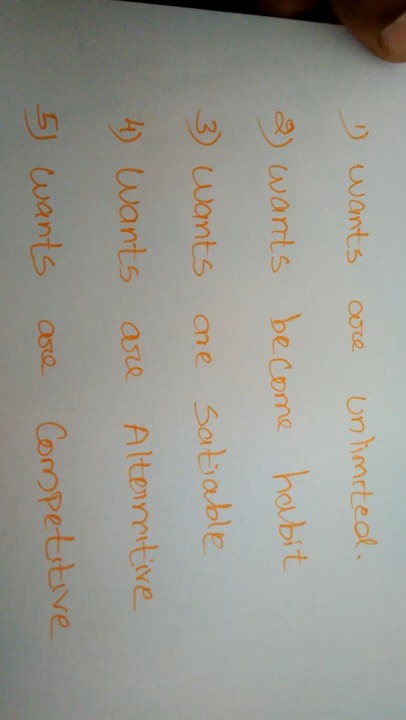 1) wants are unlimited.
2) wants become habit
3) wants are Satiable
4) Wants are Alternitive
5) wants are Competitive